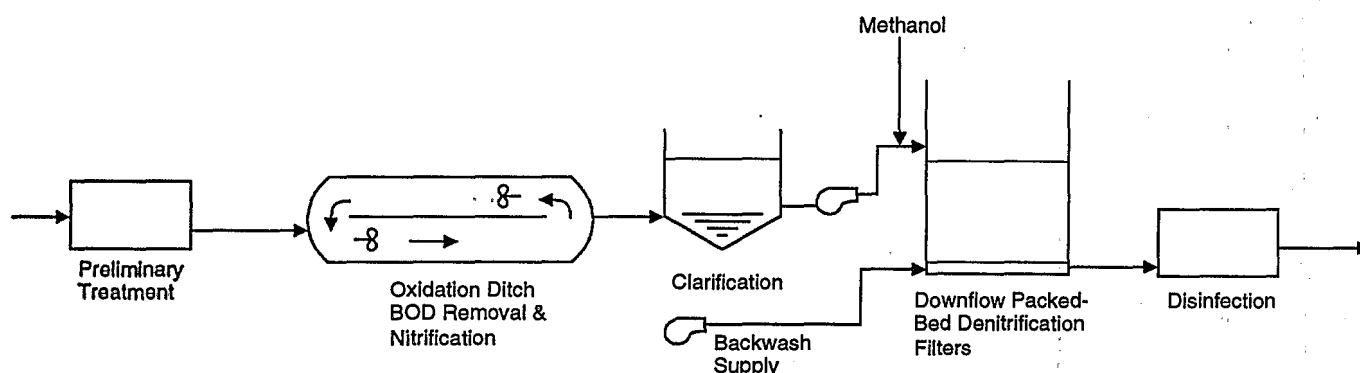 Methanol
Preliminary
Treatment
Oxidation Ditch
BOD Removal &
Nitrification
Clarification
Backwash
Supply
Downflow Packed-
Bed Denitrification
Filters
Disinfection